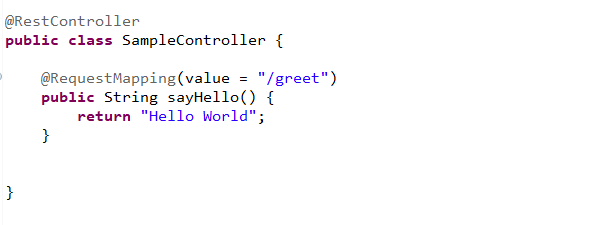 @RestController
public class SampleController {
@RequestMapping(value = "/greet")
public String sayHello() {
return "Hello World";
}
}